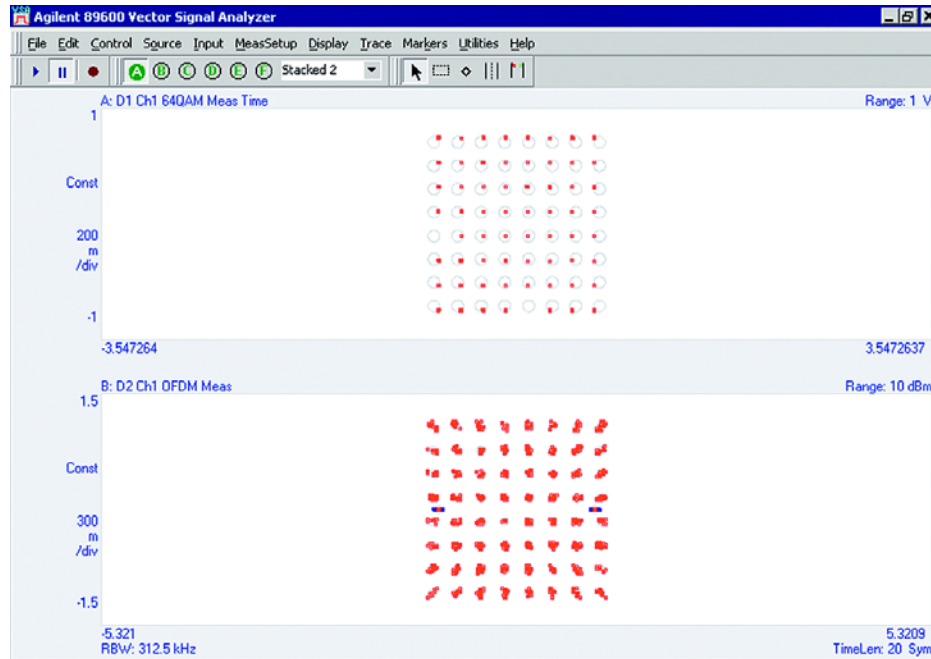 Agilent 89600 Vector Signal Analyzer
File Edit Control Source Input MeasSetup Display Trace Markers Utilities Help
A B C D E F Stacked 2
A: D1 Ch1 64QAM Meas Time Range: 1 V
1
Const
200
m
/div
-1
-3.547264 3.5472637
B: D2 Ch1 OFDM Meas Range: 10 dBm
1.5
Const
300
m
/div
-1.5
-5.321 5.3209
RBW: 312.5 kHz TimeLen: 20 Sym